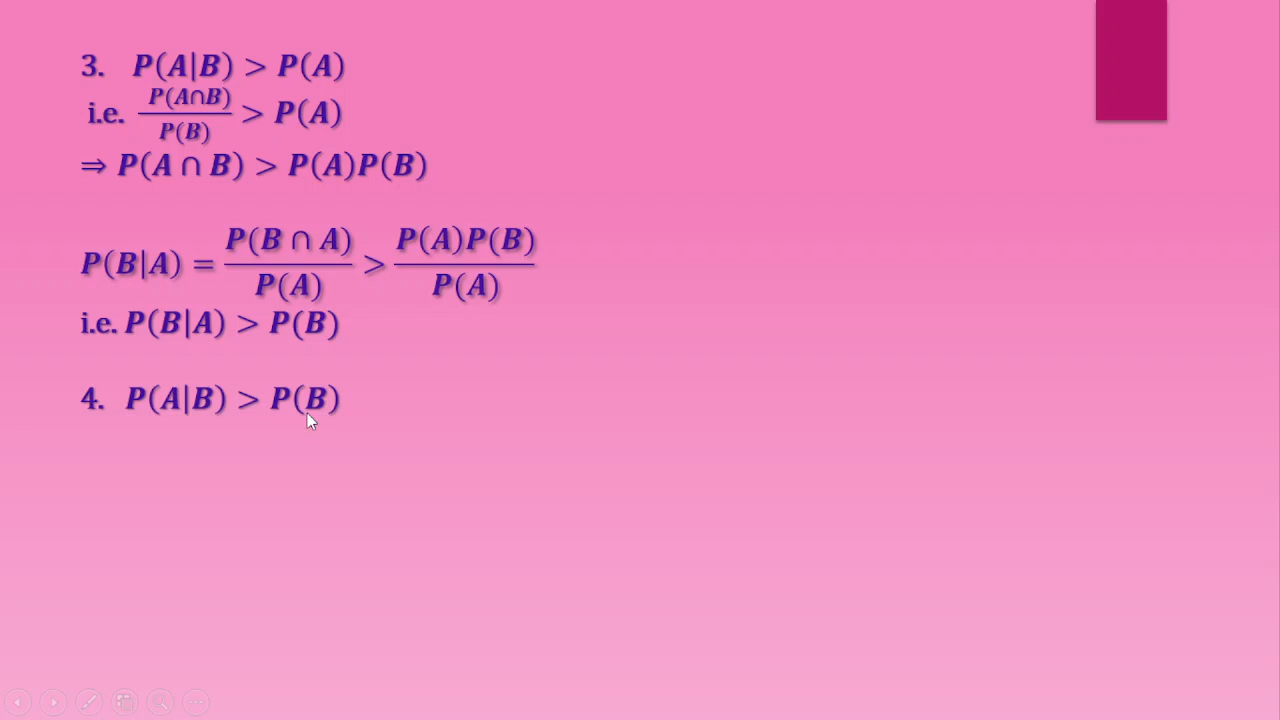 3. P(A|B) > P(A)
i.e. P(A∩B)/P(B) > P(A)
⇒ P(A ∩ B) > P(A)P(B)
P(B|A) = P(B ∩ A)/P(A) > P(A)P(B)/P(A)
i.e. P(B|A) > P(B)
4. P(A|B) > P(B)